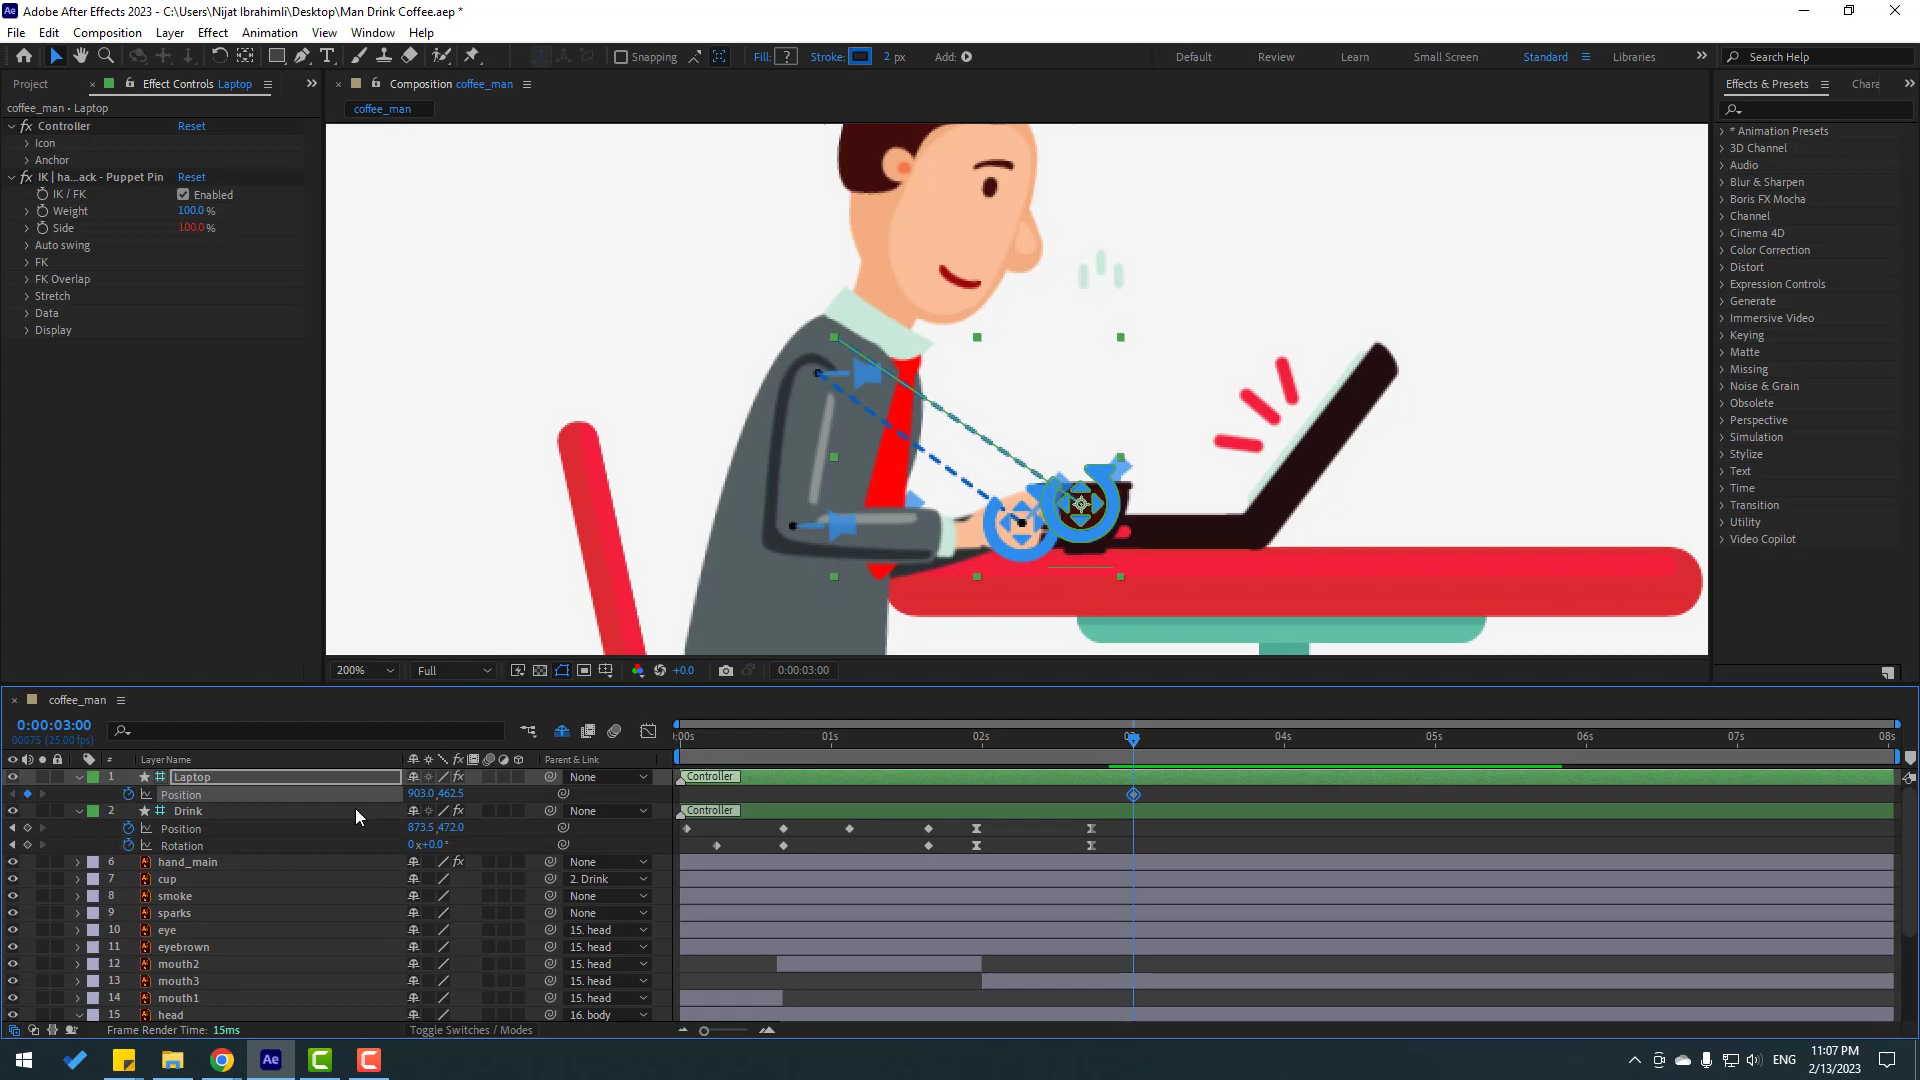 Adobe After Effects 2023 - C:\Users\Nijat Ibrahimli\Desktop\Man Drink Coffee.aep *
File Edit Composition Layer Effect Animation View Window Help
Snapping Fill: ? Stroke: 2 px Add: Default Review Learn Small Screen Standard Libraries Search Help
Project Effect Controls Laptop Composition coffee_man Effects & Presets Chara
coffee_man • Laptop
coffee_man
fx Controller Reset
Icon
Anchor
fx IK | ha...ack - Puppet Pin Reset
IK / FK Enabled
Weight 100.0 %
Side 100.0 %
Auto swing
FK
FK Overlap
Stretch
Data
Display
* Animation Presets
3D Channel
Audio
Blur & Sharpen
Boris FX Mocha
Channel
Cinema 4D
Color Correction
Distort
Expression Controls
Generate
Immersive Video
Keying
Matte
Missing
Noise & Grain
Obsolete
Perspective
Simulation
Stylize
Text
Time
Transition
Utility
Video Copilot
200% Full +0.0 0:00:03:00
coffee_man
0:00:03:00
00075 (25.00 fps)
:00s 01s 02s 04s 05s 06s 07s 08s
# Layer Name fx Parent & Link
1 Laptop fx None Controller
Position 903.0,462.5
2 Drink fx None Controller
Position 873.5,472.0
Rotation 0x+0.0°
6 hand_main fx None
7 cup 2. Drink
8 smoke None
9 sparks None
10 eye 15. head
11 eyebrown 15. head
12 mouth2 15. head
13 mouth3 15. head
14 mouth1 15. head
15 head 16. body
Frame Render Time: 15ms Toggle Switches / Modes
Ae ENG 11:07 PM
2/13/2023